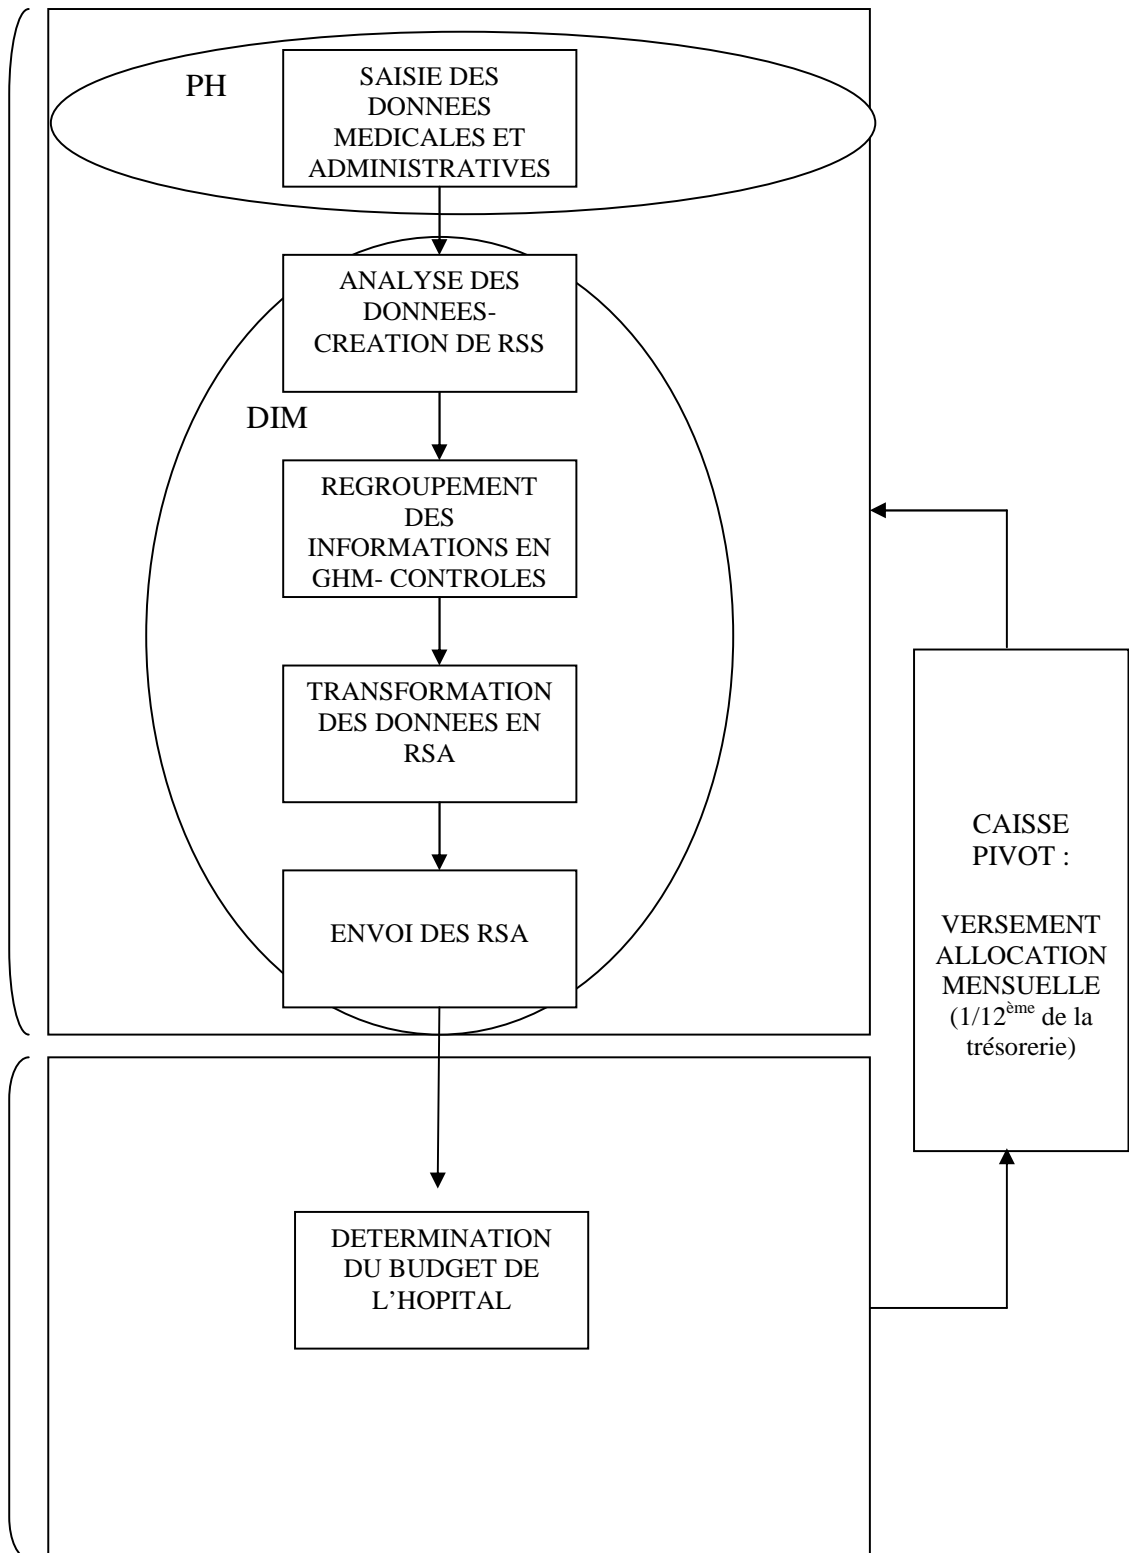 PH
SAISIE DES
DONNEES
MEDICALES ET
ADMINISTRATIVES
ANALYSE DES
DONNEES-
CREATION DE RSS
DIM
REGROUPEMENT
DES
INFORMATIONS EN
GHM- CONTROLES
TRANSFORMATION
DES DONNEES EN
RSA
ENVOI DES RSA
CAISSE
PIVOT :
VERSEMENT
ALLOCATION
MENSUELLE
(1/12ème de la
trésorerie)
DETERMINATION
DU BUDGET DE
L’HOPITAL